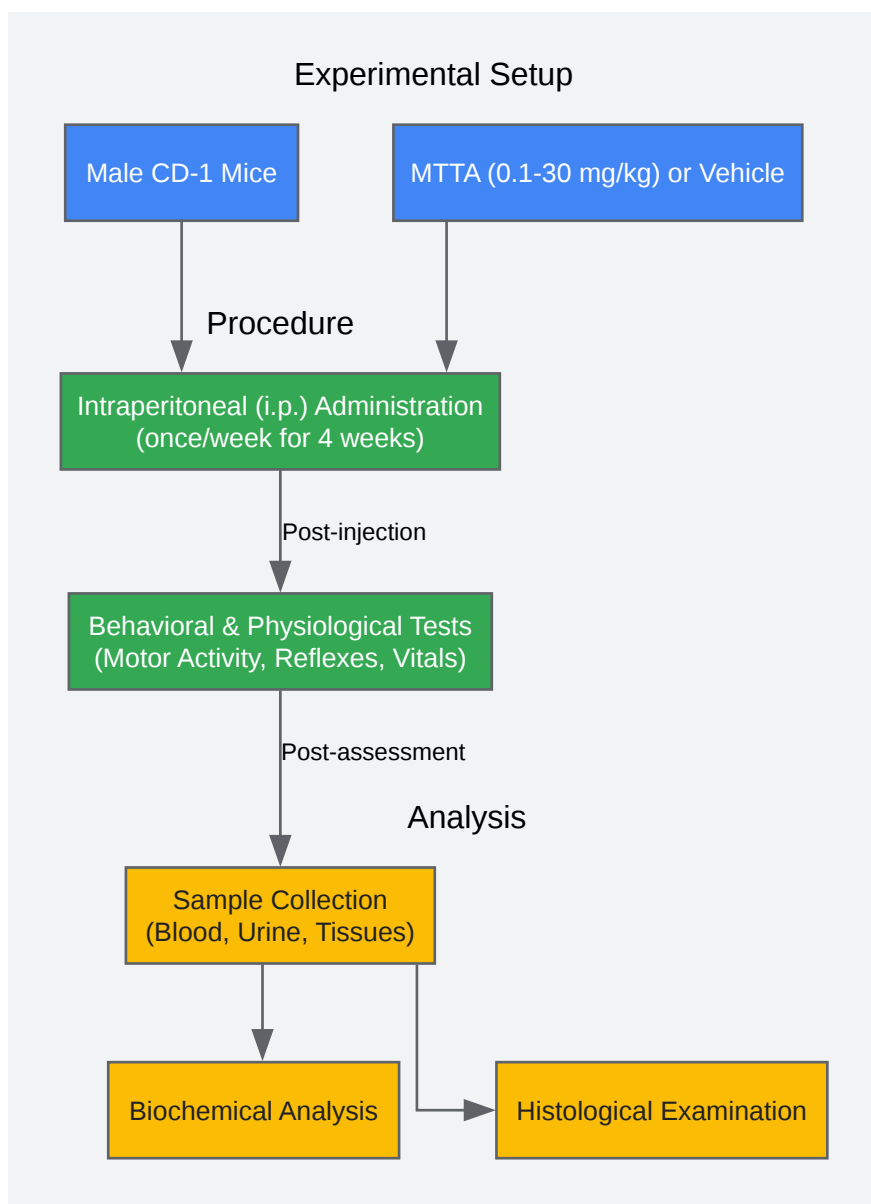 Experimental Setup
Male CD-1 Mice
MTTA (0.1-30 mg/kg) or Vehicle
Procedure
Intraperitoneal (i.p.) Administration
(once/week for 4 weeks)
Post-injection
Behavioral & Physiological Tests
(Motor Activity, Reflexes, Vitals)
Post-assessment
Analysis
Sample Collection
(Blood, Urine, Tissues)
Biochemical Analysis
Histological Examination